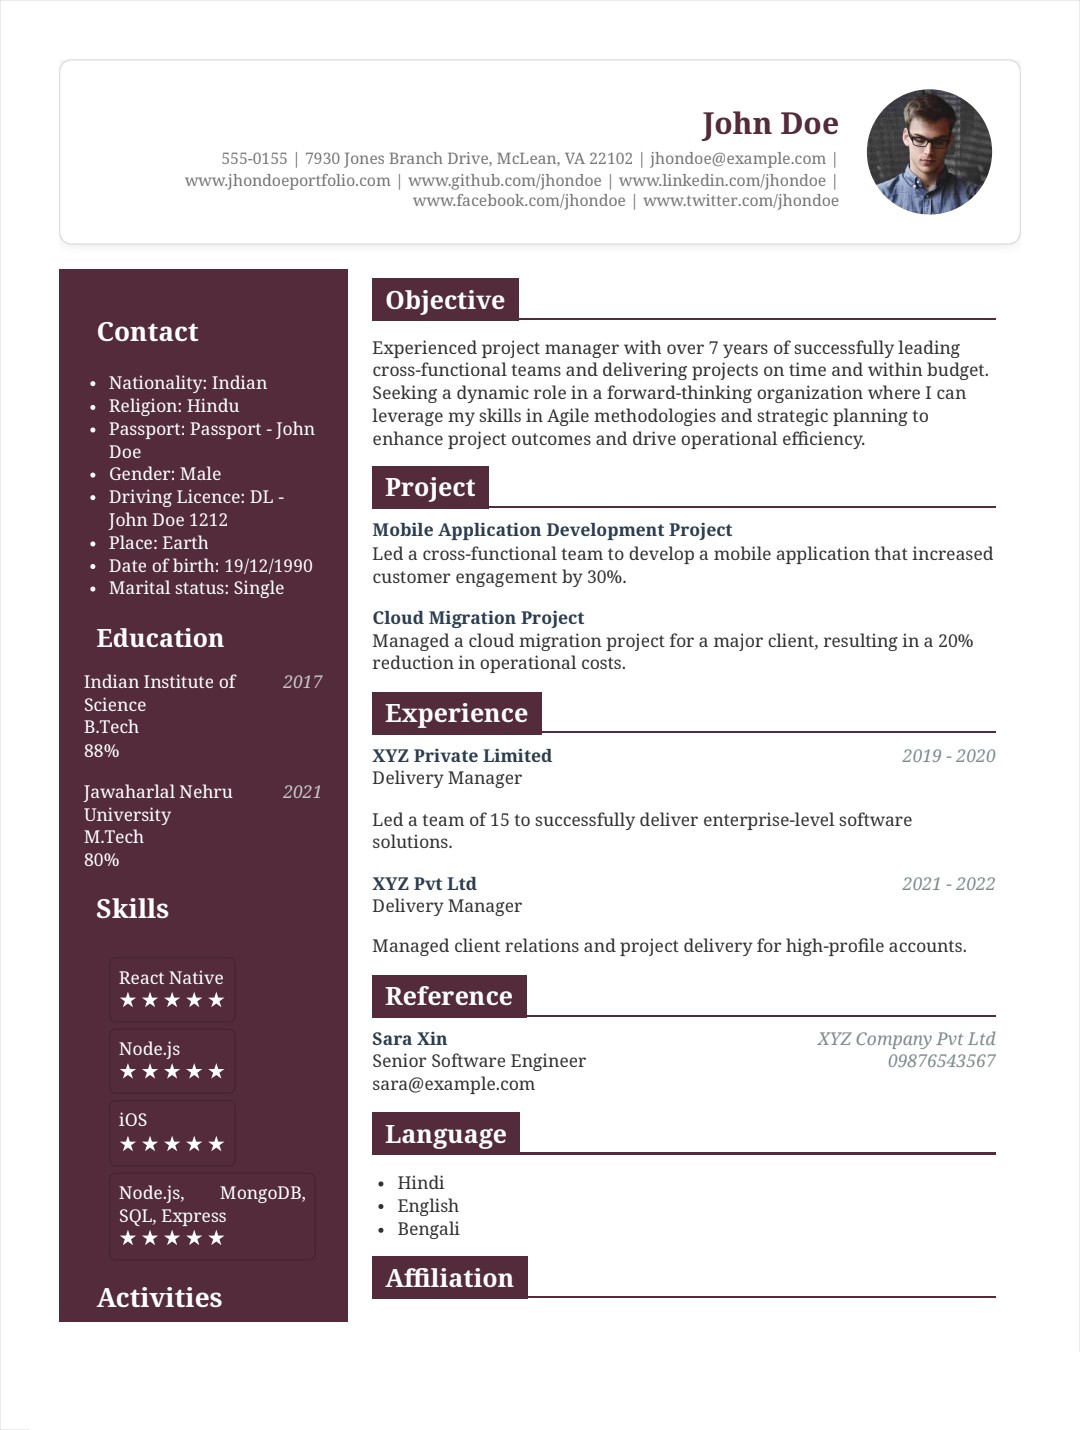 John Doe
555-0155 | 7930 Jones Branch Drive, McLean, VA 22102 | jhondoe@example.com |
www.jhondoeportfolio.com | www.github.com/jhondoe | www.linkedin.com/jhondoe |
www.facebook.com/jhondoe | www.twitter.com/jhondoe
Contact
• Nationality: Indian
• Religion: Hindu
• Passport: Passport - John
Doe
• Gender: Male
• Driving Licence: DL -
John Doe 1212
• Place: Earth
• Date of birth: 19/12/1990
• Marital status: Single
Education
Indian Institute of 2017
Science
B.Tech
88%
Jawaharlal Nehru 2021
University
M.Tech
80%
Skills
React Native
★★★★★
Node.js
★★★★★
iOS
★★★★★
Node.js, MongoDB,
SQL, Express
★★★★★
Activities
Objective
Experienced project manager with over 7 years of successfully leading
cross-functional teams and delivering projects on time and within budget.
Seeking a dynamic role in a forward-thinking organization where I can
leverage my skills in Agile methodologies and strategic planning to
enhance project outcomes and drive operational efficiency.
Project
Mobile Application Development Project
Led a cross-functional team to develop a mobile application that increased
customer engagement by 30%.
Cloud Migration Project
Managed a cloud migration project for a major client, resulting in a 20%
reduction in operational costs.
Experience
XYZ Private Limited 2019 - 2020
Delivery Manager
Led a team of 15 to successfully deliver enterprise-level software
solutions.
XYZ Pvt Ltd 2021 - 2022
Delivery Manager
Managed client relations and project delivery for high-profile accounts.
Reference
Sara Xin XYZ Company Pvt Ltd
Senior Software Engineer 09876543567
sara@example.com
Language
• Hindi
• English
• Bengali
Affiliation